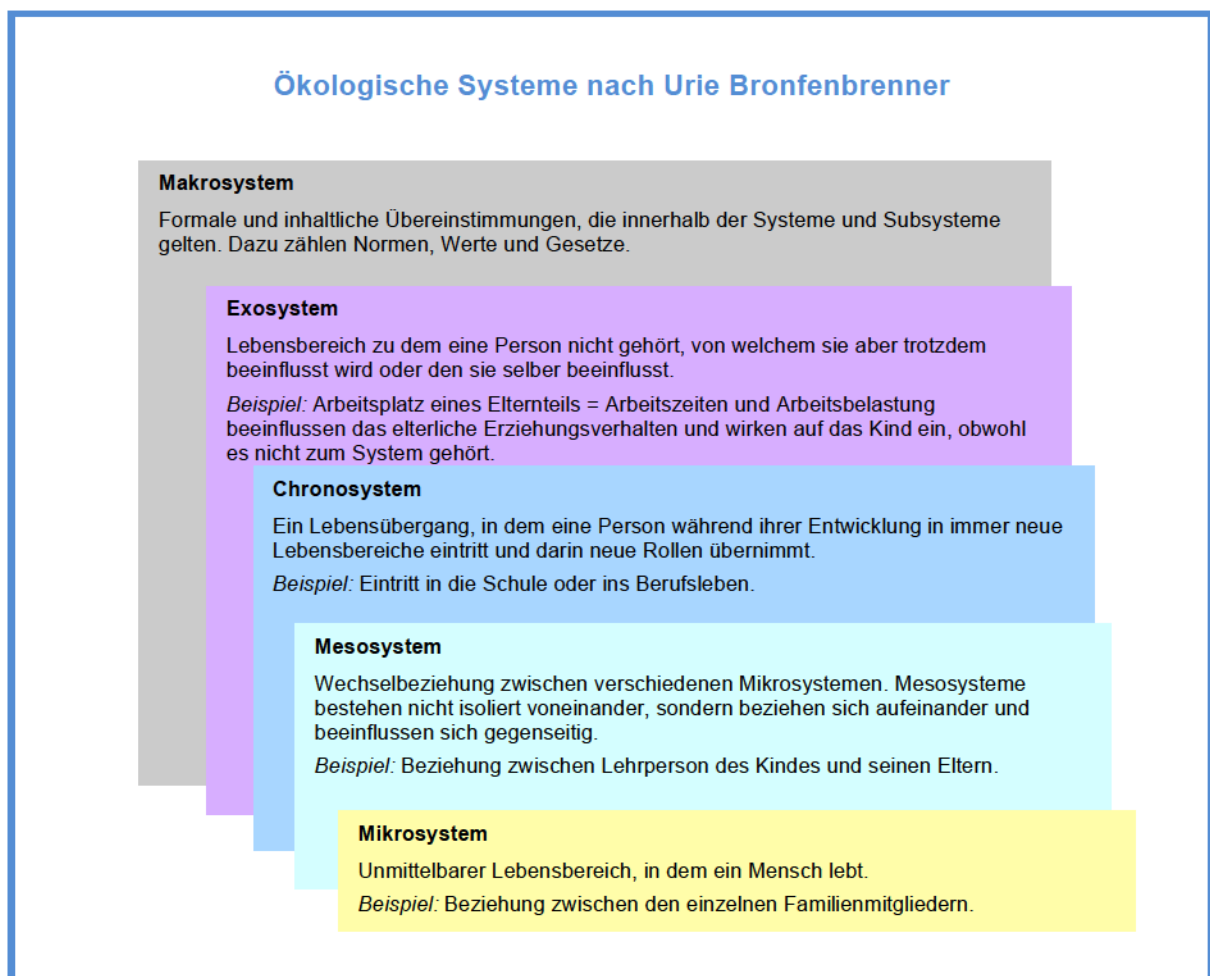 Ökologische Systeme nach Urie Bronfenbrenner
Makrosystem
Formale und inhaltliche Übereinstimmungen, die innerhalb der Systeme und Subsysteme
gelten. Dazu zählen Normen, Werte und Gesetze.
Exosystem
Lebensbereich zu dem eine Person nicht gehört, von welchem sie aber trotzdem
beeinflusst wird oder den sie selber beeinflusst.
Beispiel: Arbeitsplatz eines Elternteils = Arbeitszeiten und Arbeitsbelastung
beeinflussen das elterliche Erziehungsverhalten und wirken auf das Kind ein, obwohl
es nicht zum System gehört.
Chronosystem
Ein Lebensübergang, in dem eine Person während ihrer Entwicklung in immer neue
Lebensbereiche eintritt und darin neue Rollen übernimmt.
Beispiel: Eintritt in die Schule oder ins Berufsleben.
Mesosystem
Wechselbeziehung zwischen verschiedenen Mikrosystemen. Mesosysteme
bestehen nicht isoliert voneinander, sondern beziehen sich aufeinander und
beeinflussen sich gegenseitig.
Beispiel: Beziehung zwischen Lehrperson des Kindes und seinen Eltern.
Mikrosystem
Unmittelbarer Lebensbereich, in dem ein Mensch lebt.
Beispiel: Beziehung zwischen den einzelnen Familienmitgliedern.